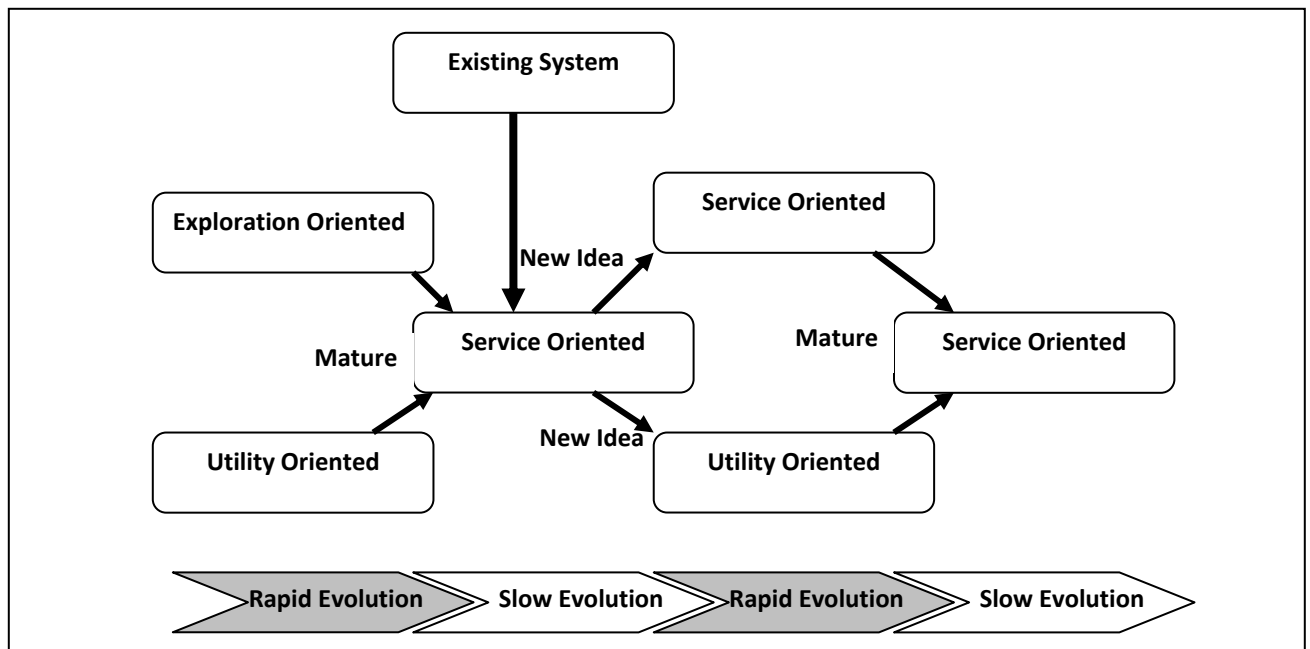 Existing System
Service Oriented
Exploration Oriented
New Idea
Service Oriented
Mature
Service Oriented
Mature
New Idea
Utility Oriented
Utility Oriented
Rapid Evolution
Slow Evolution
Rapid Evolution
Slow Evolution